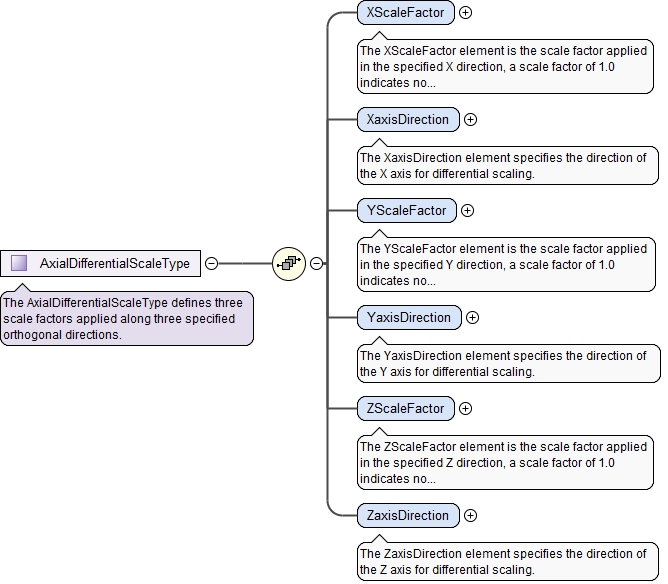 XScaleFactor
The XScaleFactor element is the scale factor applied
in the specified X direction, a scale factor of 1.0
indicates no...
XaxisDirection
The XaxisDirection element specifies the direction of
the X axis for differential scaling.
YScaleFactor
The YScaleFactor element is the scale factor applied
in the specified Y direction, a scale factor of 1.0
indicates no...
AxialDifferentialScaleType
The AxialDifferentialScaleType defines three
scale factors applied along three specified
orthogonal directions.
YaxisDirection
The YaxisDirection element specifies the direction of
the Y axis for differential scaling.
ZScaleFactor
The ZScaleFactor element is the scale factor applied
in the specified Z direction, a scale factor of 1.0
indicates no...
ZaxisDirection
The ZaxisDirection element specifies the direction of
the Z axis for differential scaling.